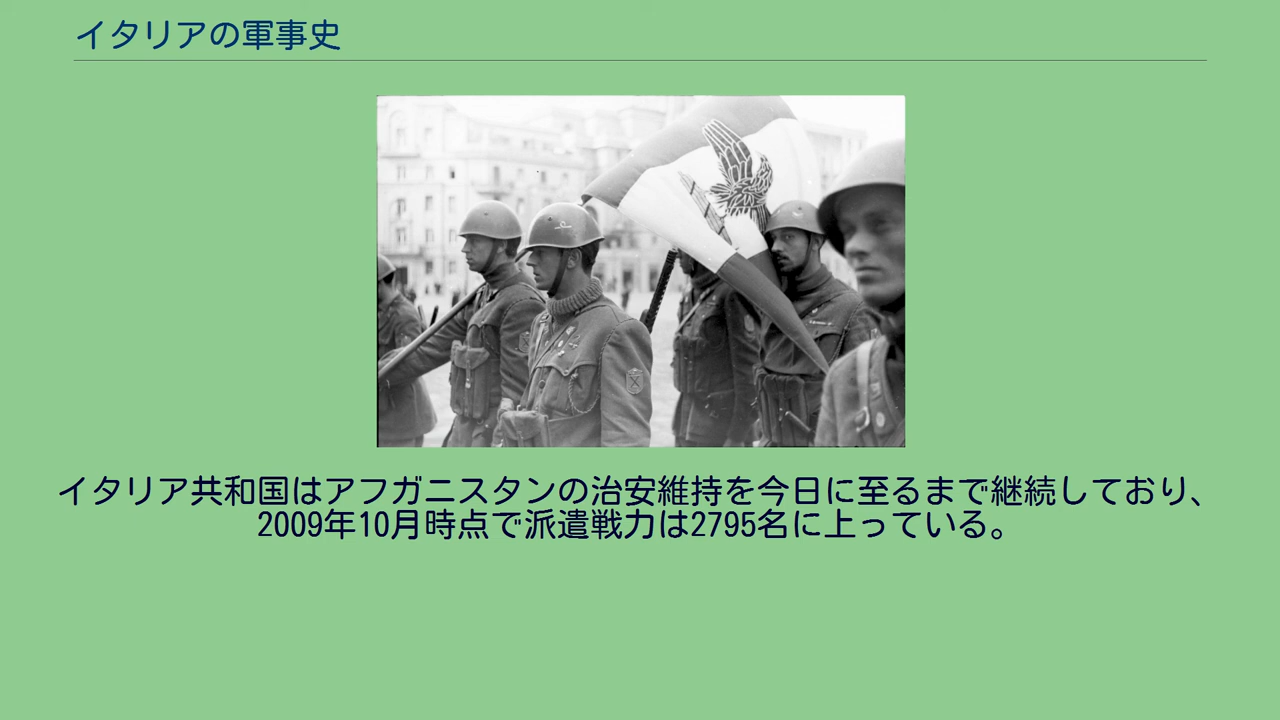 イタリアの軍事史
イタリア共和国はアフガニスタンの治安維持を今日に至るまで継続しており、
2009年10月時点で派遣戦力は2795名に上っている。